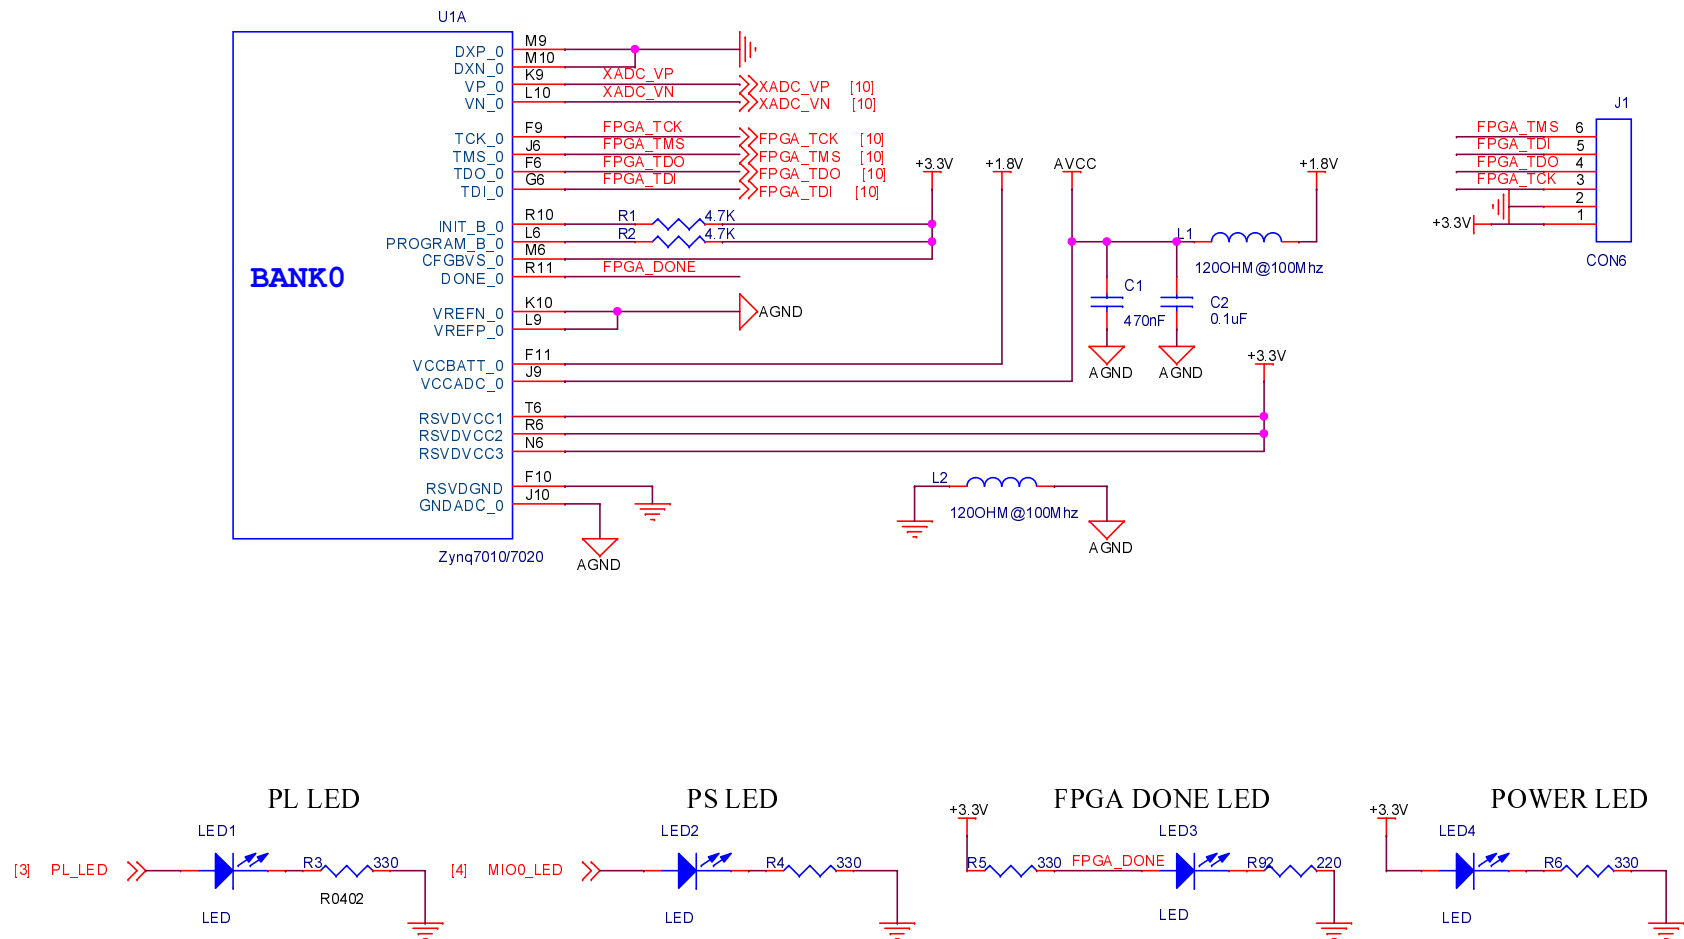 U1A
BANK0
DXP_0 M9
DXN_0 M10
VP_0 K9 XADC_VP XADC_VP [10]
VN_0 L10 XADC_VN XADC_VN [10]
TCK_0 F9 FPGA_TCK FPGA_TCK [10]
TMS_0 J6 FPGA_TMS FPGA_TMS [10]
TDO_0 F6 FPGA_TDO FPGA_TDO [10]
TDI_0 G6 FPGA_TDI FPGA_TDI [10]
INIT_B_0 R10 R1 4.7K
PROGRAM_B_0 L6 R2 4.7K
CFGBVS_0 M6
DONE_0 R11 FPGA_DONE
VREFN_0 K10 AGND
VREFP_0 L9
VCCBATT_0 F11
VCCADC_0 J9
RSVDVCC1 T6
RSVDVCC2 R6
RSVDVCC3 N6
RSVDGND F10
GNDADC_0 J10
Zynq7010/7020
AGND
+3.3V +1.8V AVCC +1.8V
L1
120OHM@100Mhz
C1
470nF
C2
0.1uF
AGND AGND
+3.3V
L2
120OHM@100Mhz
AGND
J1
FPGA_TMS 6
FPGA_TDI 5
FPGA_TDO 4
FPGA_TCK 3
2
+3.3V 1
CON6
PL LED
LED1
[3] PL_LED R3 330
R0402
LED
PS LED
LED2
[4] MIO0_LED R4 330
LED
FPGA DONE LED
+3.3V
LED3
R5 330 FPGA_DONE R92 220
LED
POWER LED
+3.3V
LED4
R6 330
LED